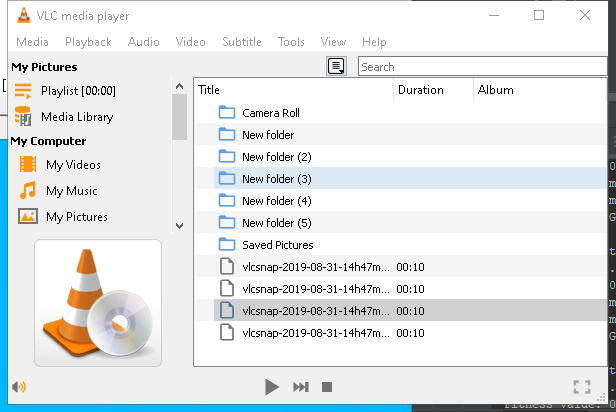 VLC media player
Media Playback Audio Video Subtitle Tools View Help
My Pictures
Search
Playlist [00:00]
Title Duration Album
Media Library
Camera Roll
My Computer
New folder
My Videos
New folder (2)
My Music
New folder (3)
My Pictures
New folder (4)
New folder (5)
Saved Pictures
vlcsnap-2019-08-31-14h47m... 00:10
vlcsnap-2019-08-31-14h47m... 00:10
vlcsnap-2019-08-31-14h47m... 00:10
vlcsnap-2019-08-31-14h47m... 00:10